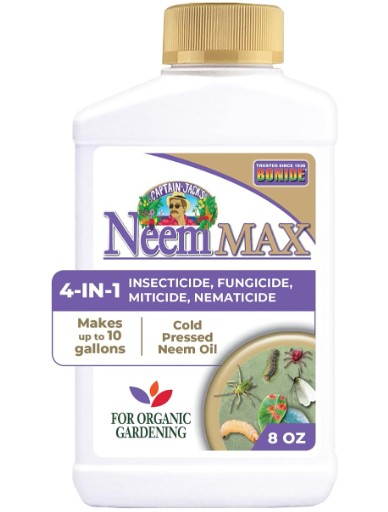 TRUSTED SINCE 1926
BONIDE
CAPTAIN JACK'S
Neem MAX
4-IN-1
INSECTICIDE, FUNGICIDE,
MITICIDE, NEMATICIDE
Makes
up to 10
gallons
Cold
Pressed
Neem Oil
FOR ORGANIC
GARDENING
8 OZ